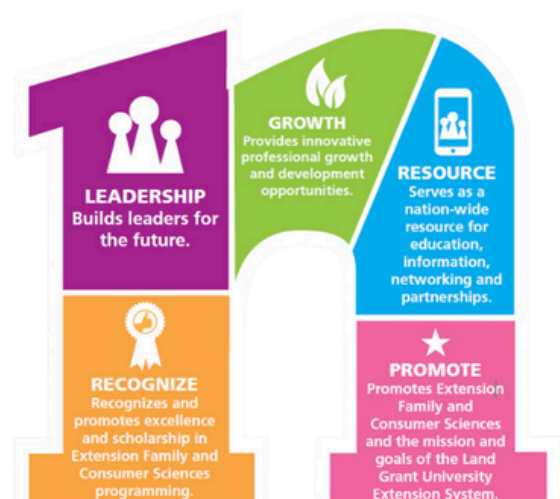 LEADERSHIP
Builds leaders for
the future.
GROWTH
Provides innovative
professional growth
and development
opportunities.
RESOURCE
Serves as a
nation-wide
resource for
education,
information,
networking and
partnerships.
RECOGNIZE
Recognizes and
promotes excellence
and scholarship in
Extension Family and
Consumer Sciences
programming.
PROMOTE
Promotes Extension
Family and
Consumer Sciences
and the mission and
goals of the Land
Grant University
Extension System.